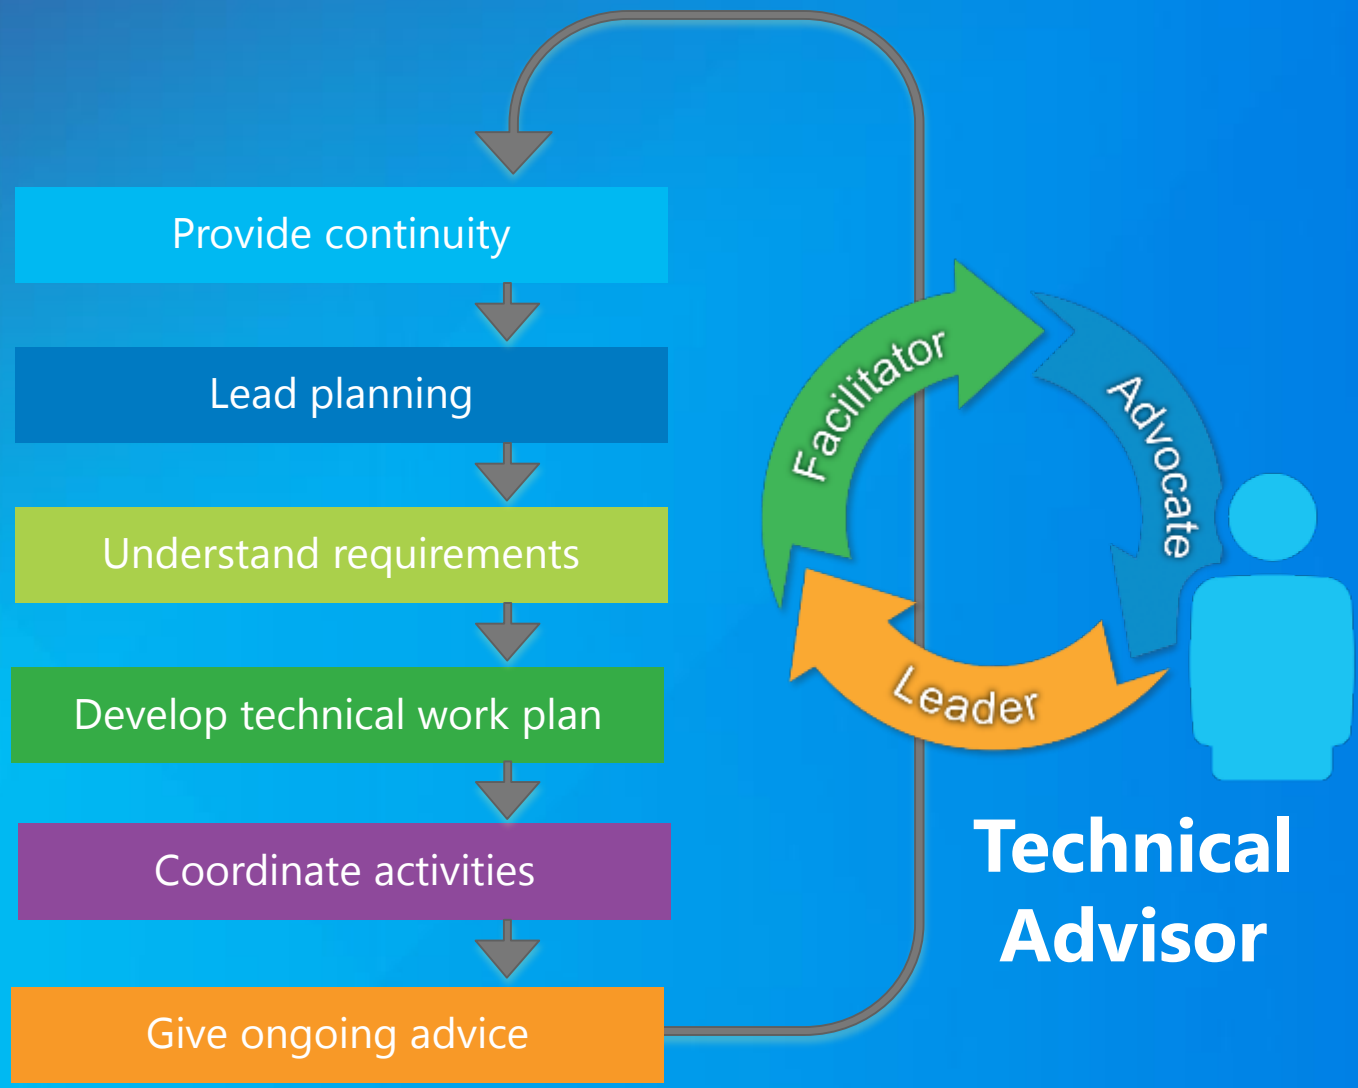 Provide continuity
Lead planning
Understand requirements
Develop technical work plan
Coordinate activities
Give ongoing advice
Facilitator
Advocate
Leader
Technical
Advisor